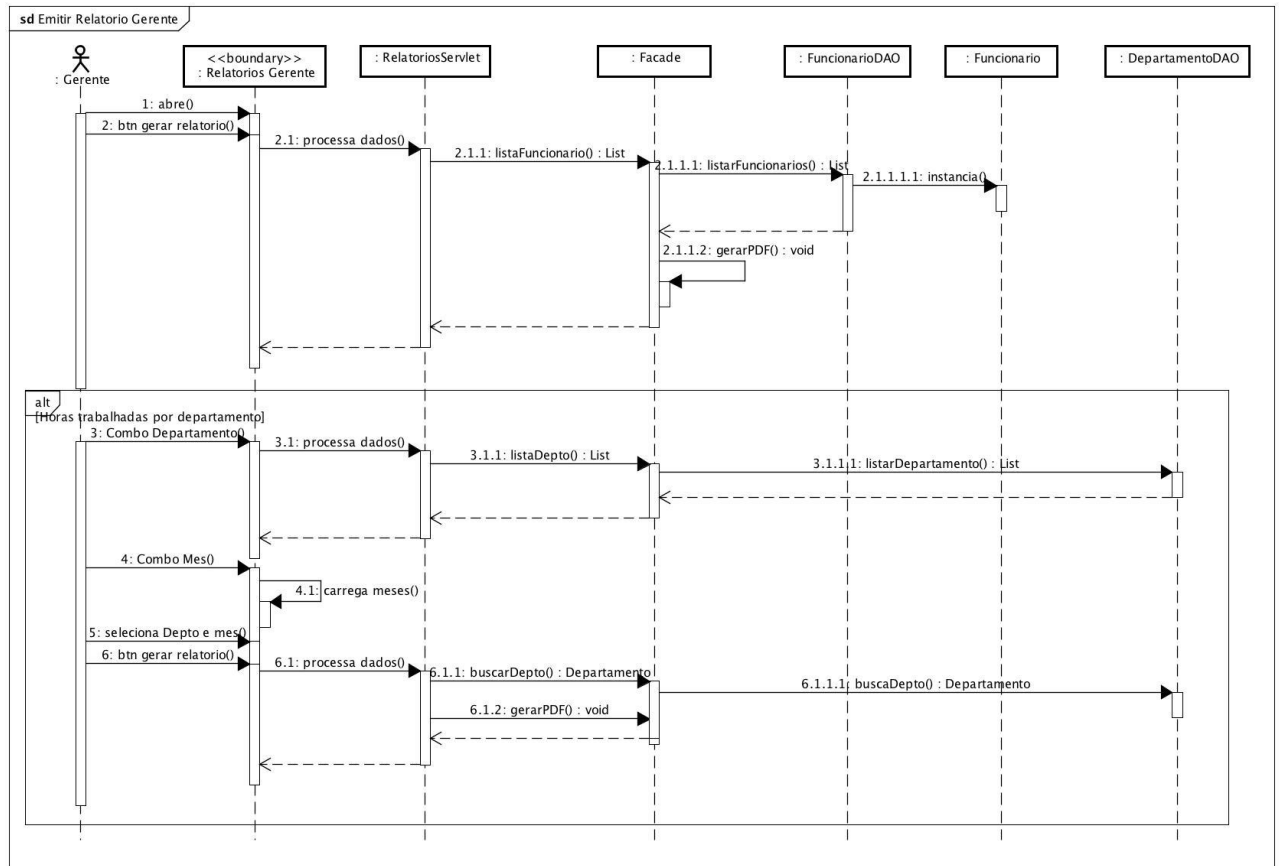 sd Emitir Relatorio Gerente
: Gerente
<<boundary>>
: Relatorios Gerente
: RelatoriosServlet
: Facade
: FuncionarioDAO
: Funcionario
: DepartamentoDAO
1: abre()
2: btn gerar relatorio()
2.1: processa dados()
2.1.1: listaFuncionario() : List
2.1.1.1: listarFuncionarios() : List
2.1.1.1.1: instancia()
2.1.1.2: gerarPDF() : void
alt
[Horas trabalhadas por departamento]
3: Combo Departamento()
3.1: processa dados()
3.1.1: listaDepto() : List
3.1.1.1: listarDepartamento() : List
4: Combo Mes()
4.1: carrega meses()
5: seleciona Depto e mes()
6: btn gerar relatorio()
6.1: processa dados()
6.1.1: buscarDepto() : Departamento
6.1.1.1: buscaDepto() : Departamento
6.1.2: gerarPDF() : void